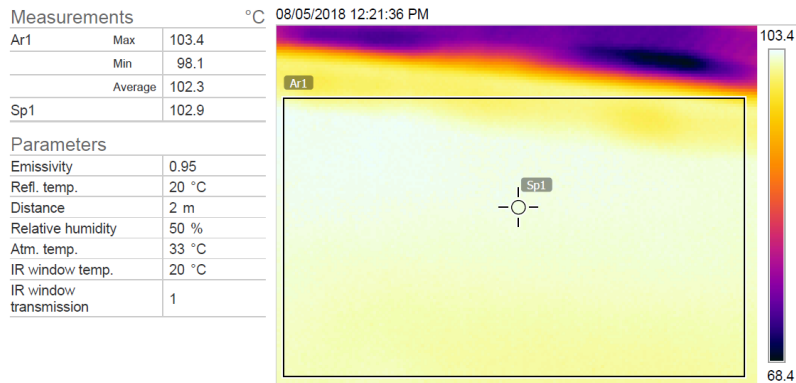 Measurements °C
Ar1 Max 103.4
Min 98.1
Average 102.3
Sp1 102.9
Parameters
Emissivity 0.95
Refl. temp. 20 °C
Distance 2 m
Relative humidity 50 %
Atm. temp. 33 °C
IR window temp. 20 °C
IR window
transmission 1
08/05/2018 12:21:36 PM
103.4
Ar1
Sp1
68.4